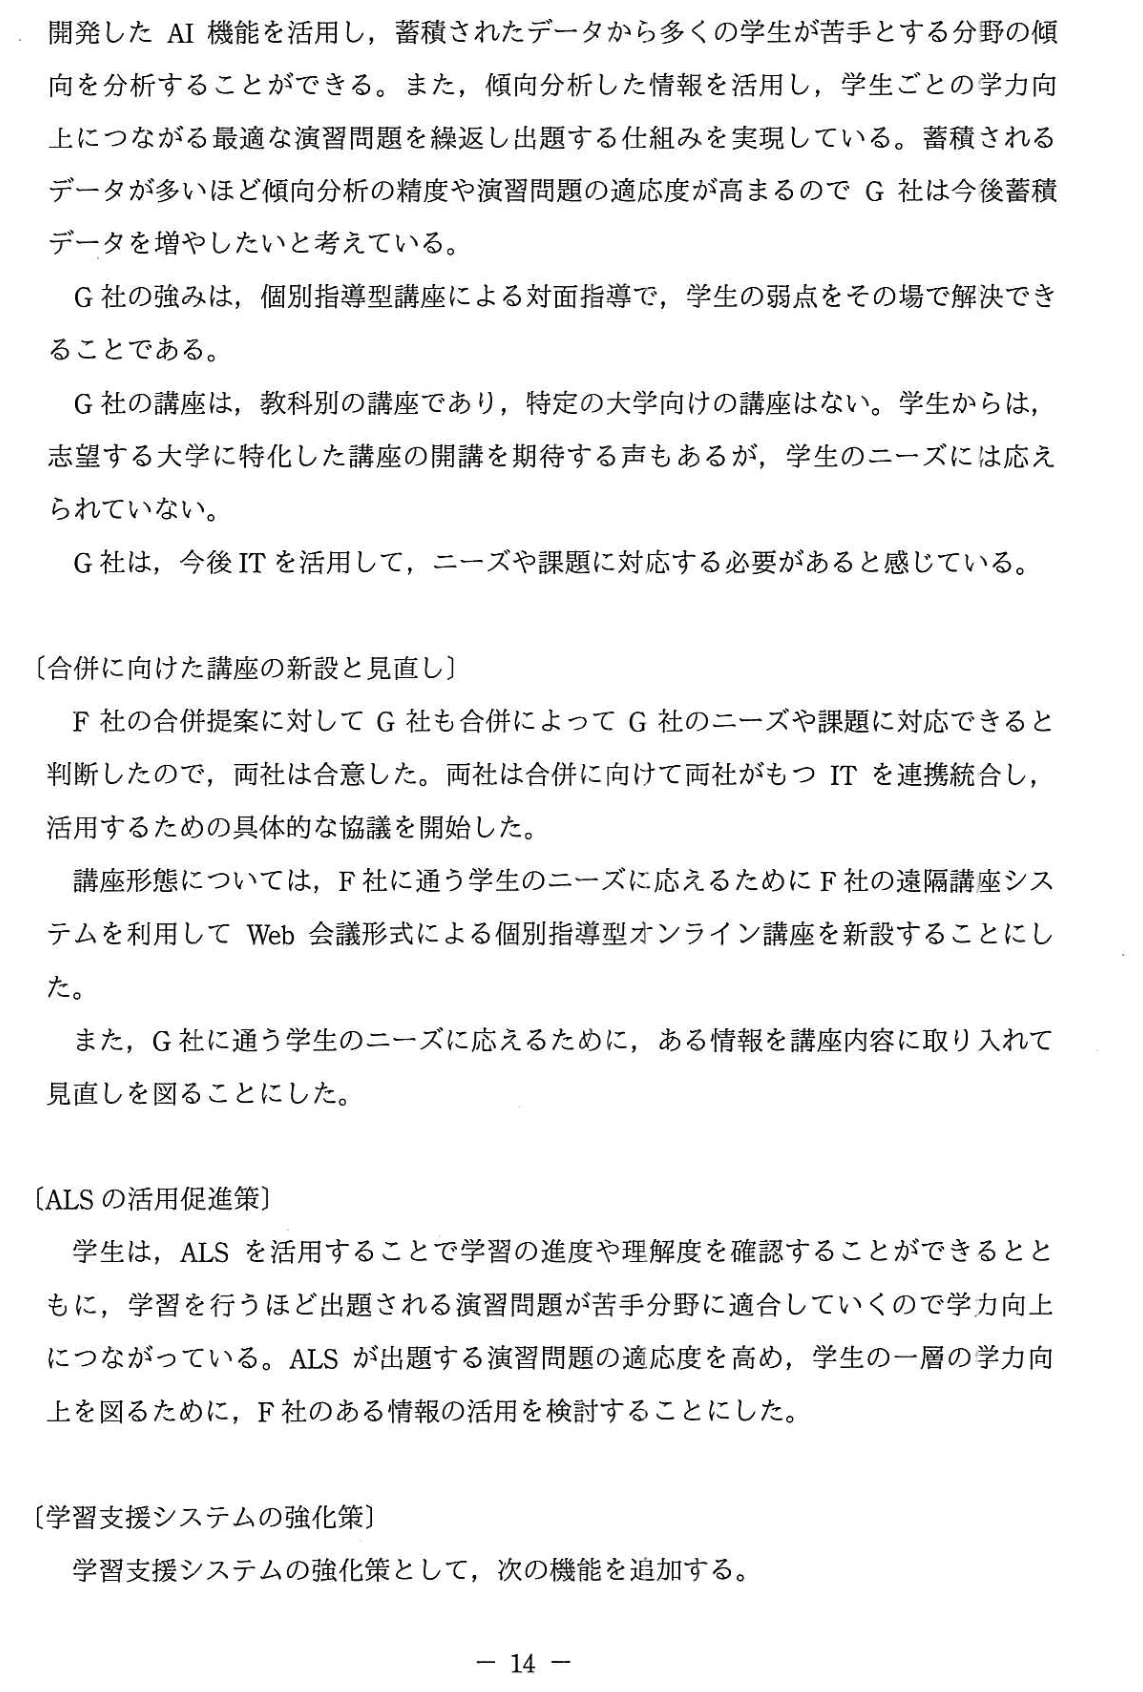 開発した AI 機能を活用し，蓄積されたデータから多くの学生が苦手とする分野の傾
向を分析することができる。また，傾向分析した情報を活用し，学生ごとの学力向
上につながる最適な演習問題を繰返し出題する仕組みを実現している。蓄積される
データが多いほど傾向分析の精度や演習問題の適応度が高まるので G 社は今後蓄積
データを増やしたいと考えている。
G 社の強みは，個別指導型講座による対面指導で，学生の弱点をその場で解決でき
ることである。
G 社の講座は，教科別の講座であり，特定の大学向けの講座はない。学生からは，
志望する大学に特化した講座の開講を期待する声もあるが，学生のニーズには応え
られていない。
G 社は，今後 IT を活用して，ニーズや課題に対応する必要があると感じている。
〔合併に向けた講座の新設と見直し〕
F 社の合併提案に対して G 社も合併によって G 社のニーズや課題に対応できると
判断したので，両社は合意した。両社は合併に向けて両社がもつ IT を連携統合し，
活用するための具体的な協議を開始した。
講座形態については，F 社に通う学生のニーズに応えるために F 社の遠隔講座シス
テムを利用して Web 会議形式による個別指導型オンライン講座を新設することにし
た。
また，G 社に通う学生のニーズに応えるために，ある情報を講座内容に取り入れて
見直しを図ることにした。
〔ALS の活用促進策〕
学生は，ALS を活用することで学習の進度や理解度を確認することができるとと
もに，学習を行うほど出題される演習問題が苦手分野に適合していくので学力向上
につながっている。ALS が出題する演習問題の適応度を高め，学生の一層の学力向
上を図るために，F 社のある情報の活用を検討することにした。
〔学習支援システムの強化策〕
学習支援システムの強化策として，次の機能を追加する。
－ 14 －